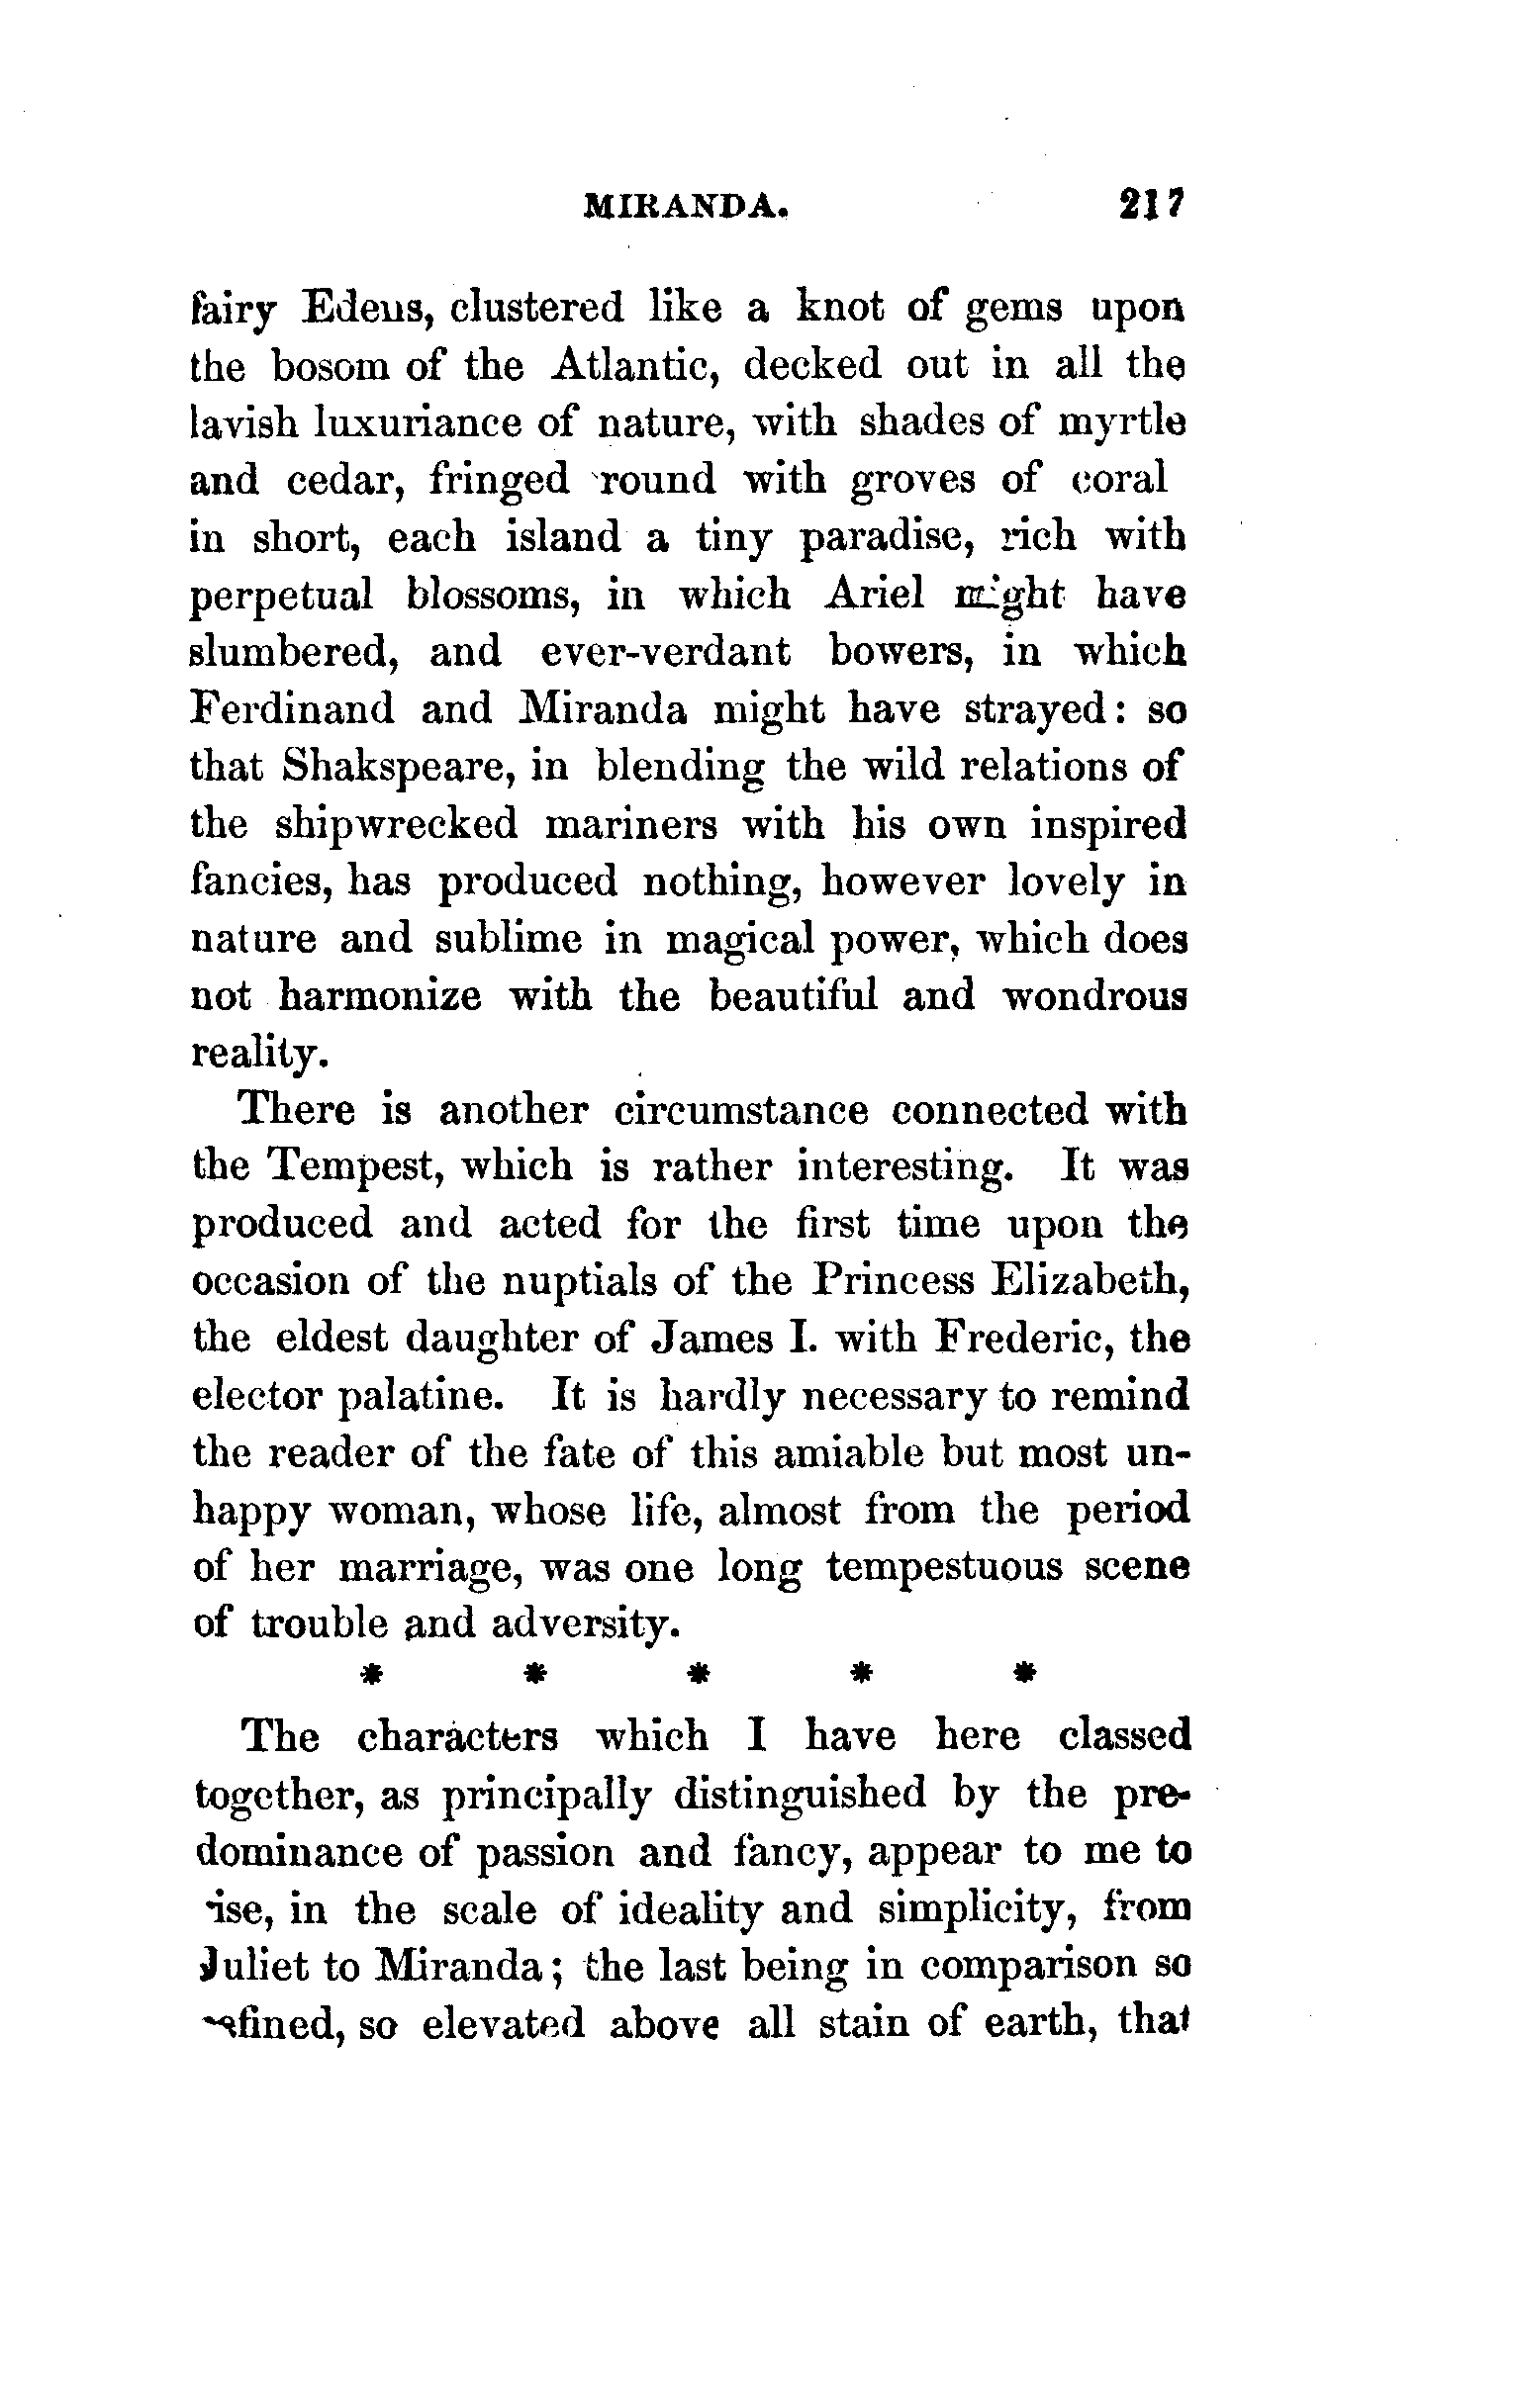 MIRANDA. 217
fairy Edens, clustered like a knot of gems upon
the bosom of the Atlantic, decked out in all the
lavish luxuriance of nature, with shades of myrtle
and cedar, fringed round with groves of coral
in short, each island a tiny paradise, rich with
perpetual blossoms, in which Ariel might have
slumbered, and ever-verdant bowers, in which
Ferdinand and Miranda might have strayed: so
that Shakspeare, in blending the wild relations of
the shipwrecked mariners with his own inspired
fancies, has produced nothing, however lovely in
nature and sublime in magical power, which does
not harmonize with the beautiful and wondrous
reality.
There is another circumstance connected with
the Tempest, which is rather interesting. It was
produced and acted for the first time upon the
occasion of the nuptials of the Princess Elizabeth,
the eldest daughter of James I. with Frederic, the
elector palatine. It is hardly necessary to remind
the reader of the fate of this amiable but most un-
happy woman, whose life, almost from the period
of her marriage, was one long tempestuous scene
of trouble and adversity.
* * * * *
The characters which I have here classed
together, as principally distinguished by the pre-
dominance of passion and fancy, appear to me to
rise, in the scale of ideality and simplicity, from
Juliet to Miranda; the last being in comparison so
refined, so elevated above all stain of earth, that